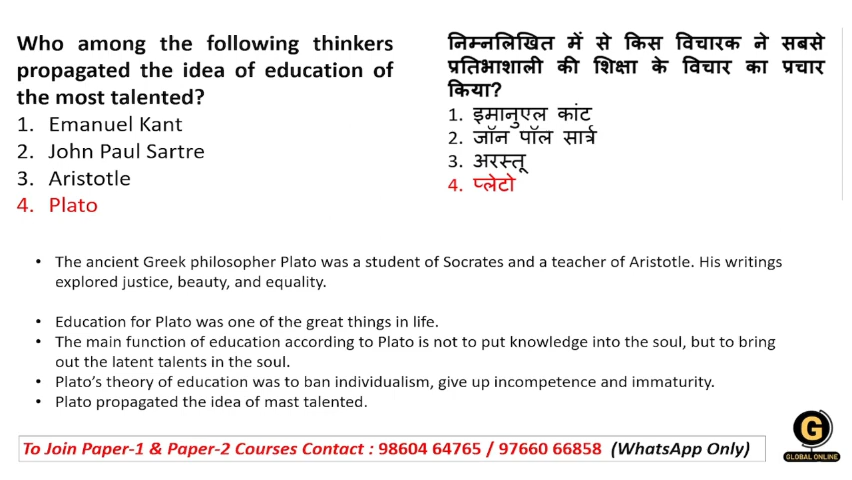 Who among the following thinkers
propagated the idea of education of
the most talented?
1. Emanuel Kant
2. John Paul Sartre
3. Aristotle
4. Plato
निम्नलिखित में से किस विचारक ने सबसे
प्रतिभाशाली की शिक्षा के विचार का प्रचार
किया?
1. इमानुएल कांट
2. जॉन पॉल सार्त्र
3. अरस्तू
4. प्लेटो
• The ancient Greek philosopher Plato was a student of Socrates and a teacher of Aristotle. His writings
explored justice, beauty, and equality.
• Education for Plato was one of the great things in life.
• The main function of education according to Plato is not to put knowledge into the soul, but to bring
out the latent talents in the soul.
• Plato's theory of education was to ban individualism, give up incompetence and immaturity.
• Plato propagated the idea of mast talented.
To Join Paper-1 & Paper-2 Courses Contact : 98604 64765 / 97660 66858 (WhatsApp Only)
G
GLOBAL ONLINE